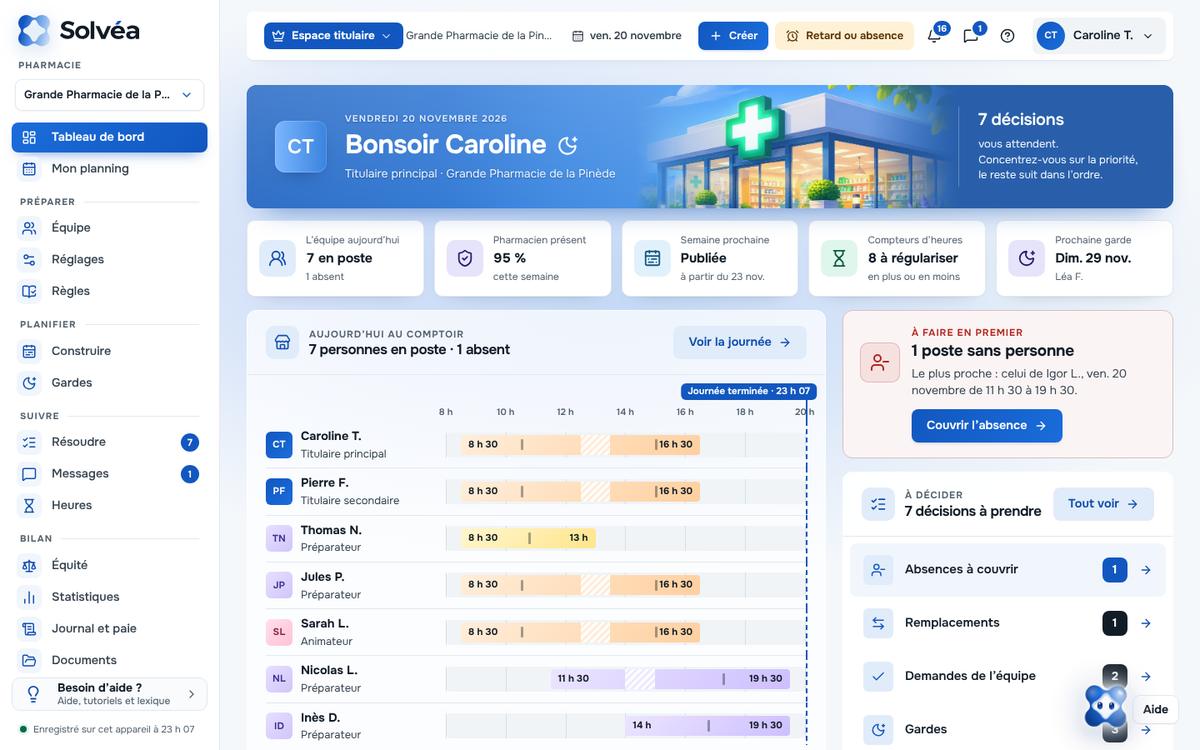 Solvéa
PHARMACIE
Grande Pharmacie de la P...
Tableau de bord
Mon planning
PRÉPARER
Équipe
Réglages
Règles
PLANIFIER
Construire
Gardes
SUIVRE
Résoudre 7
Messages 1
Heures
BILAN
Équité
Statistiques
Journal et paie
Documents
Besoin d'aide ?
Aide, tutoriels et lexique
Enregistré sur cet appareil à 23 h 07
Espace titulaire
Grande Pharmacie de la Pin...
ven. 20 novembre
Créer
Retard ou absence
16
1
CT Caroline T.
CT
VENDREDI 20 NOVEMBRE 2026
Bonsoir Caroline
Titulaire principal · Grande Pharmacie de la Pinède
7 décisions
vous attendent.
Concentrez-vous sur la priorité,
le reste suit dans l'ordre.
L'équipe aujourd'hui
7 en poste
1 absent
Pharmacien présent
95 %
cette semaine
Semaine prochaine
Publiée
à partir du 23 nov.
Compteurs d'heures
8 à régulariser
en plus ou en moins
Prochaine garde
Dim. 29 nov.
Léa F.
AUJOURD'HUI AU COMPTOIR
7 personnes en poste · 1 absent
Voir la journée
Journée terminée · 23 h 07
8 h 10 h 12 h 14 h 16 h 18 h 20 h
CT Caroline T. 8 h 30 16 h 30
Titulaire principal
PF Pierre F. 8 h 30 16 h 30
Titulaire secondaire
TN Thomas N. 8 h 30 13 h
Préparateur
JP Jules P. 8 h 30 16 h 30
Préparateur
SL Sarah L. 8 h 30 16 h 30
Animateur
NL Nicolas L. 11 h 30 19 h 30
Préparateur
ID Inès D. 14 h 19 h 30
Préparateur
À FAIRE EN PREMIER
1 poste sans personne
Le plus proche : celui de Igor L., ven. 20
novembre de 11 h 30 à 19 h 30.
Couvrir l'absence
À DÉCIDER
7 décisions à prendre
Tout voir
Absences à couvrir 1
Remplacements 1
Demandes de l'équipe 2
Gardes 3
Aide